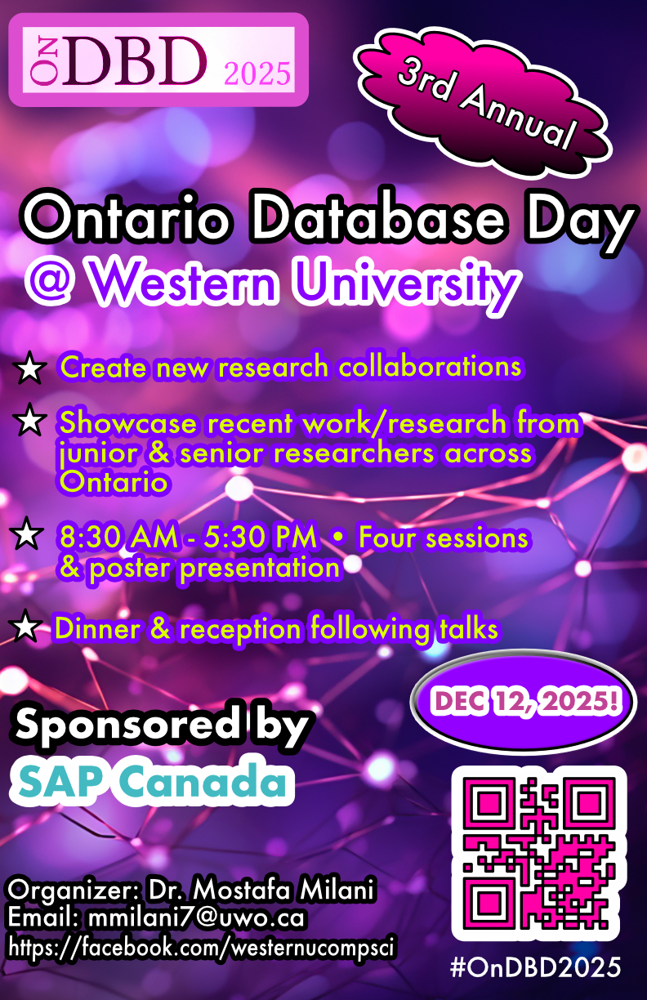 ON DBD 2025
3rd Annual
Ontario Database Day
@ Western University
Create new research collaborations
Showcase recent work/research from
junior & senior researchers across
Ontario
8:30 AM - 5:30 PM • Four sessions
& poster presentation
Dinner & reception following talks
DEC 12, 2025!
Sponsored by
SAP Canada
Organizer: Dr. Mostafa Milani
Email: mmilani7@uwo.ca
https://facebook.com/westernucompsci
#OnDBD2025